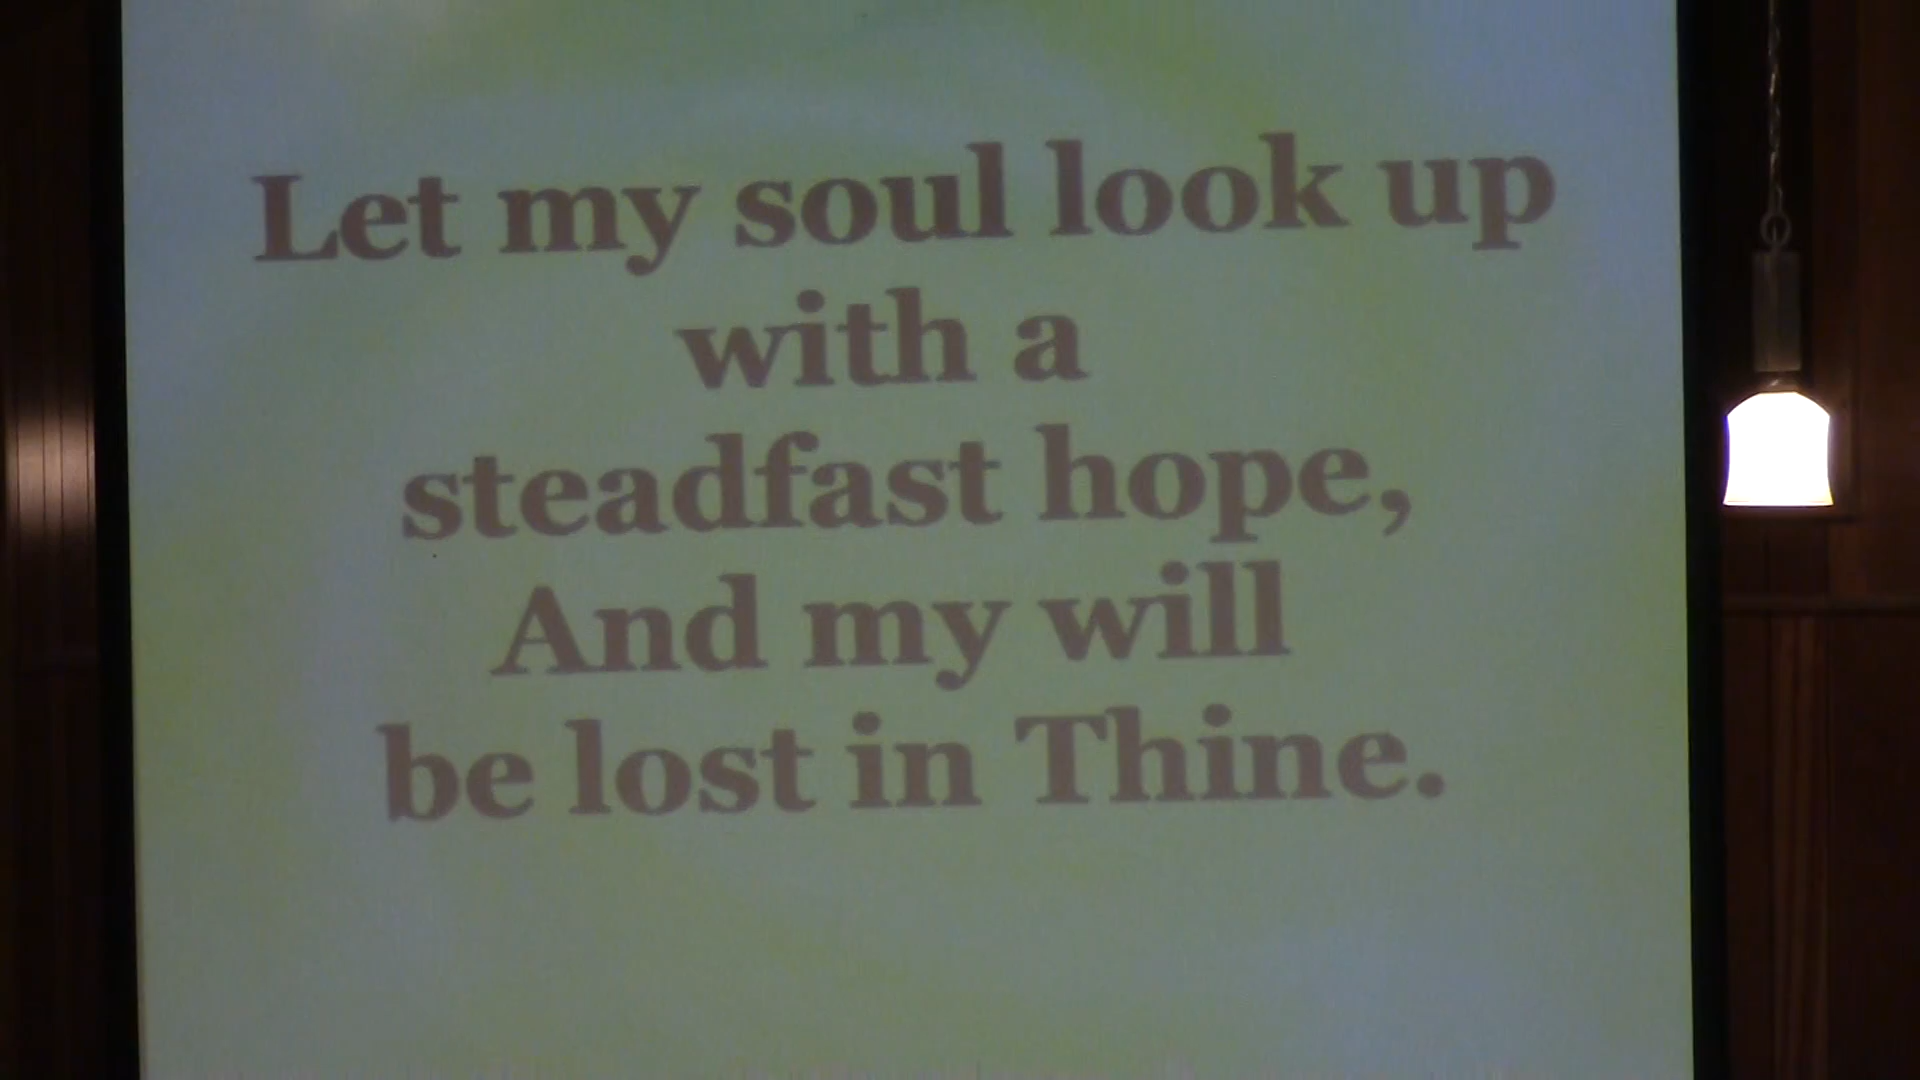 Let my soul look up
with a
steadfast hope,
And my will
be lost in Thine.